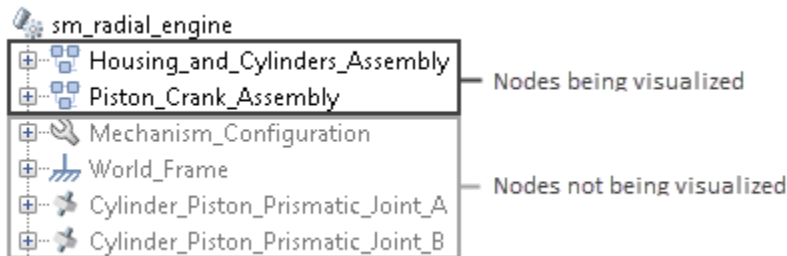 sm_radial_engine
Housing_and_Cylinders_Assembly
Piston_Crank_Assembly
Nodes being visualized
Mechanism_Configuration
World_Frame
Nodes not being visualized
Cylinder_Piston_Prismatic_Joint_A
Cylinder_Piston_Prismatic_Joint_B